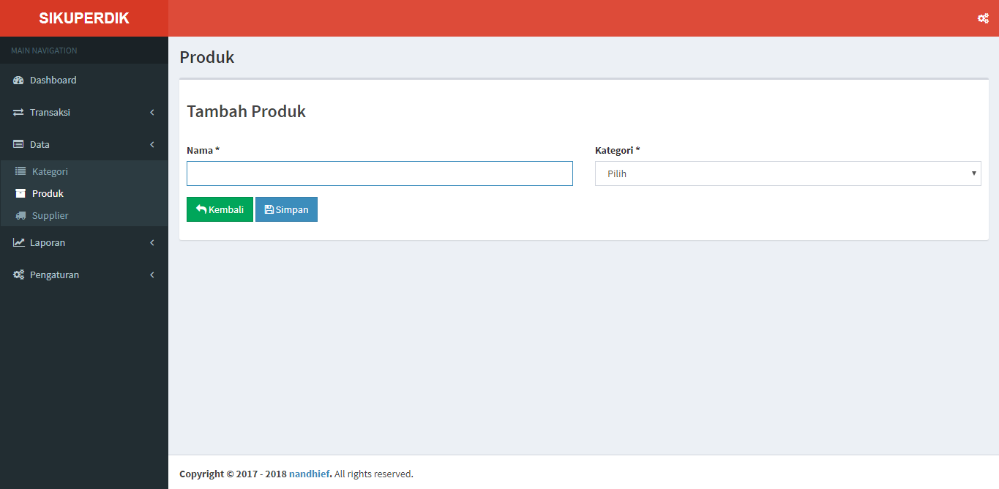 SIKUPERDIK
MAIN NAVIGATION
Dashboard
Transaksi
Data
Kategori
Produk
Supplier
Laporan
Pengaturan
Produk
Tambah Produk
Nama *
Kategori *
Pilih
Kembali
Simpan
Copyright © 2017 - 2018 nandhief. All rights reserved.